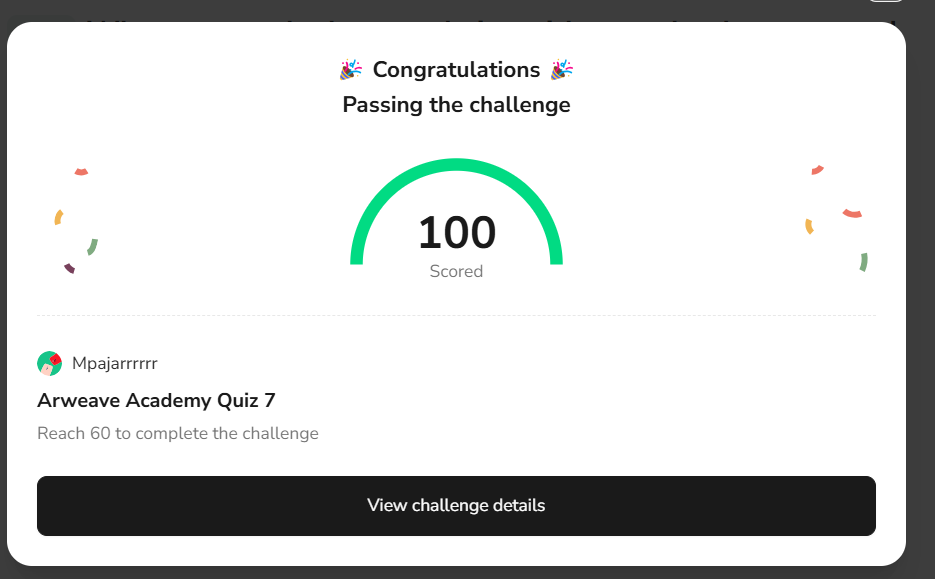 🎉 Congratulations 🎉
Passing the challenge
100
Scored
Mpajarrrrrr
Arweave Academy Quiz 7
Reach 60 to complete the challenge
View challenge details